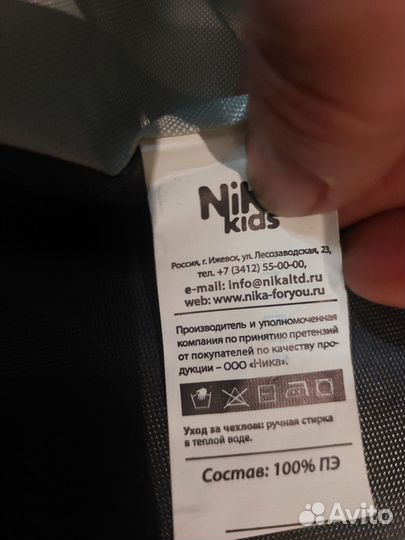 Nika
kids
Россия, г. Ижевск, ул. Лесозаводская, 23,
тел. +7 (3412) 55-00-00,
e-mail: info@nikaltd.ru
web: www.nika-foryou.ru
Производитель и уполномоченная
компания по принятию претензий
от покупателей по качеству про-
дукции – ООО «Ника».
Уход за чехлом: ручная стирка
в теплой воде.
Состав: 100% ПЭ
Avito